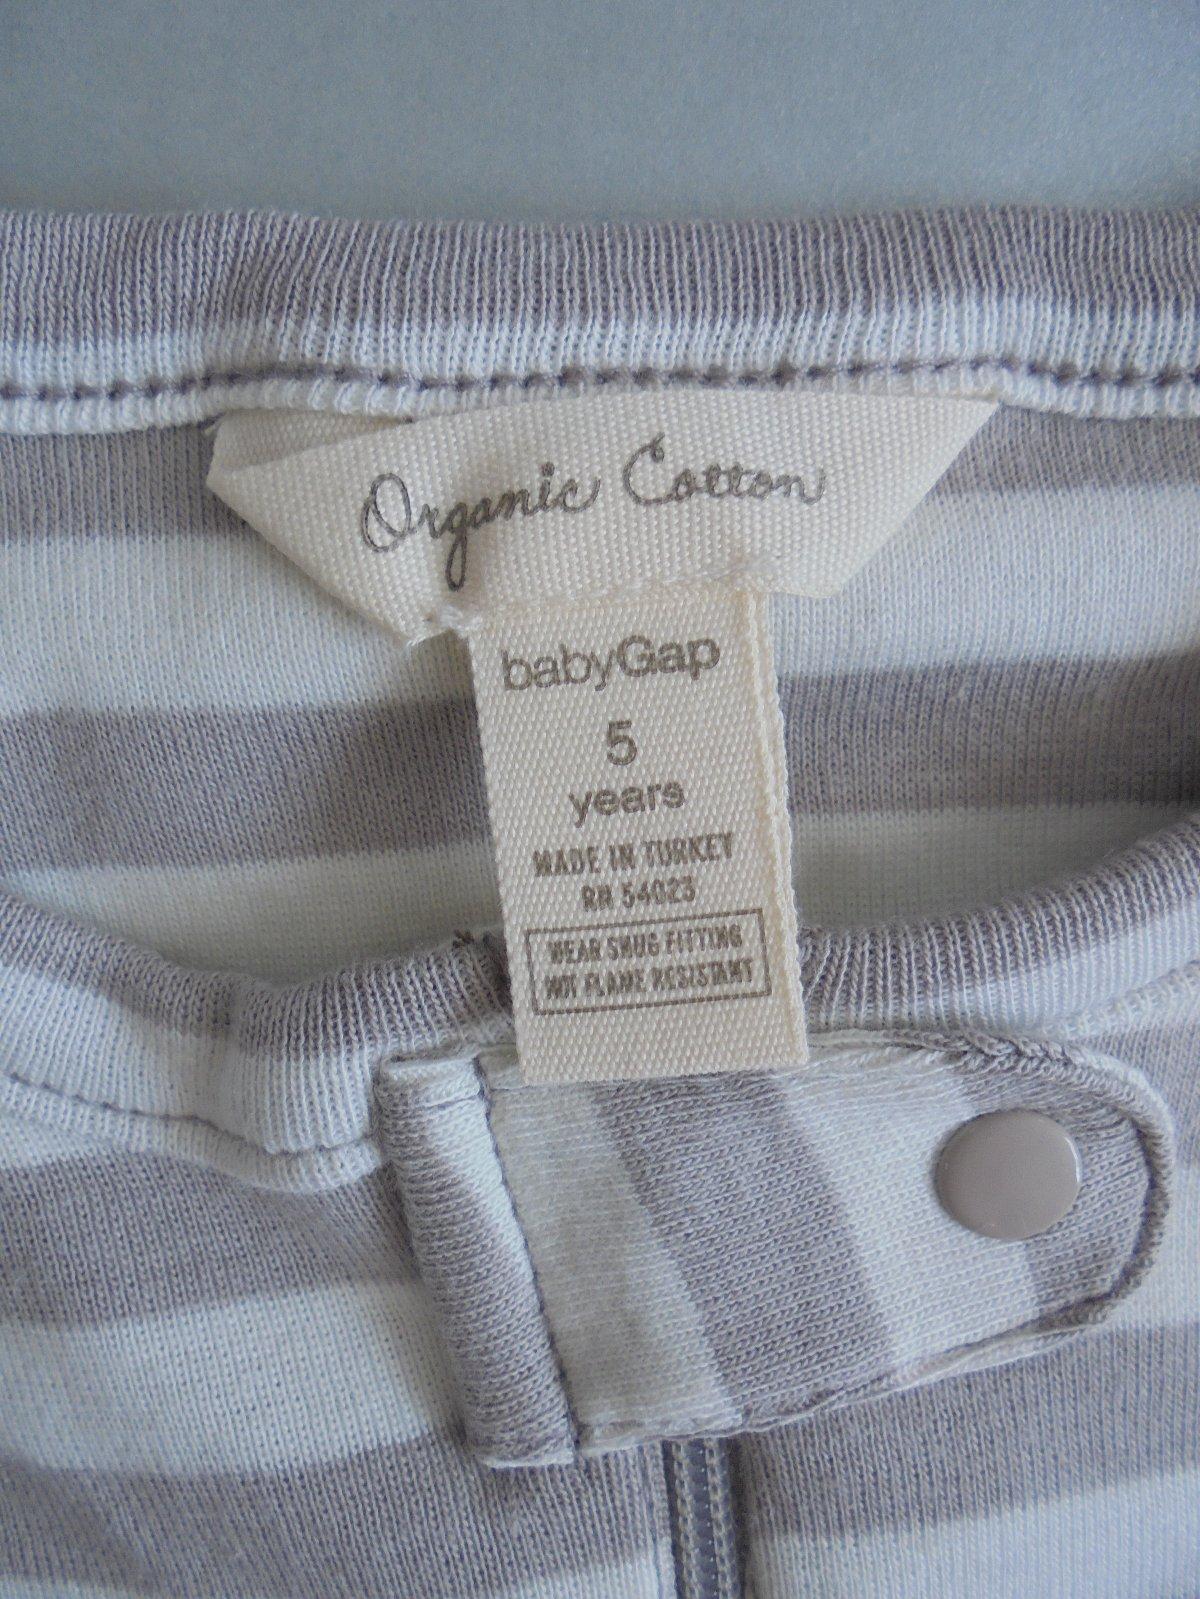 Organic Cotton
babyGap
5
years
MADE IN TURKEY
RN 54023
WEAR SNUG FITTING
NOT FLAME RESISTANT